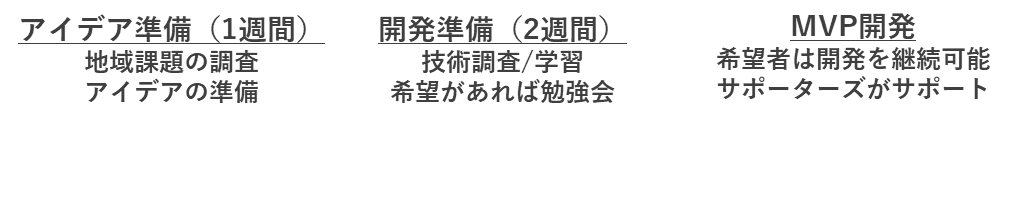 アイデア準備（1週間）
地域課題の調査
アイデアの準備
開発準備（2週間）
技術調査/学習
希望があれば勉強会
MVP開発
希望者は開発を継続可能
サポーターズがサポート